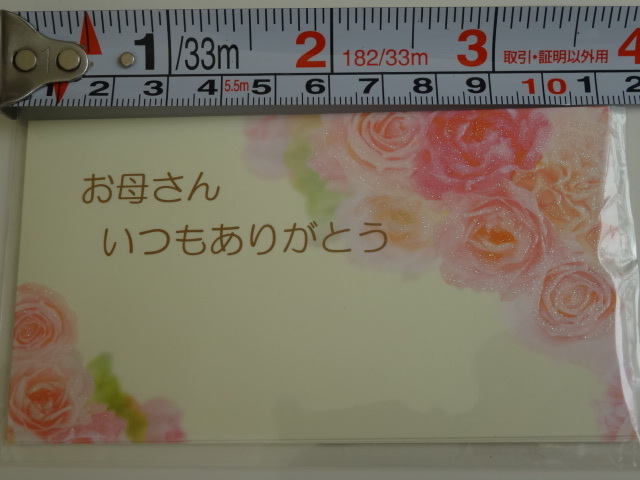 1 /33m 2 182/33m 3 取引・証明以外用 4
1 2 3 4 5.5m 5 6 7 8 9 10 1 2
お母さん
いつもありがとう